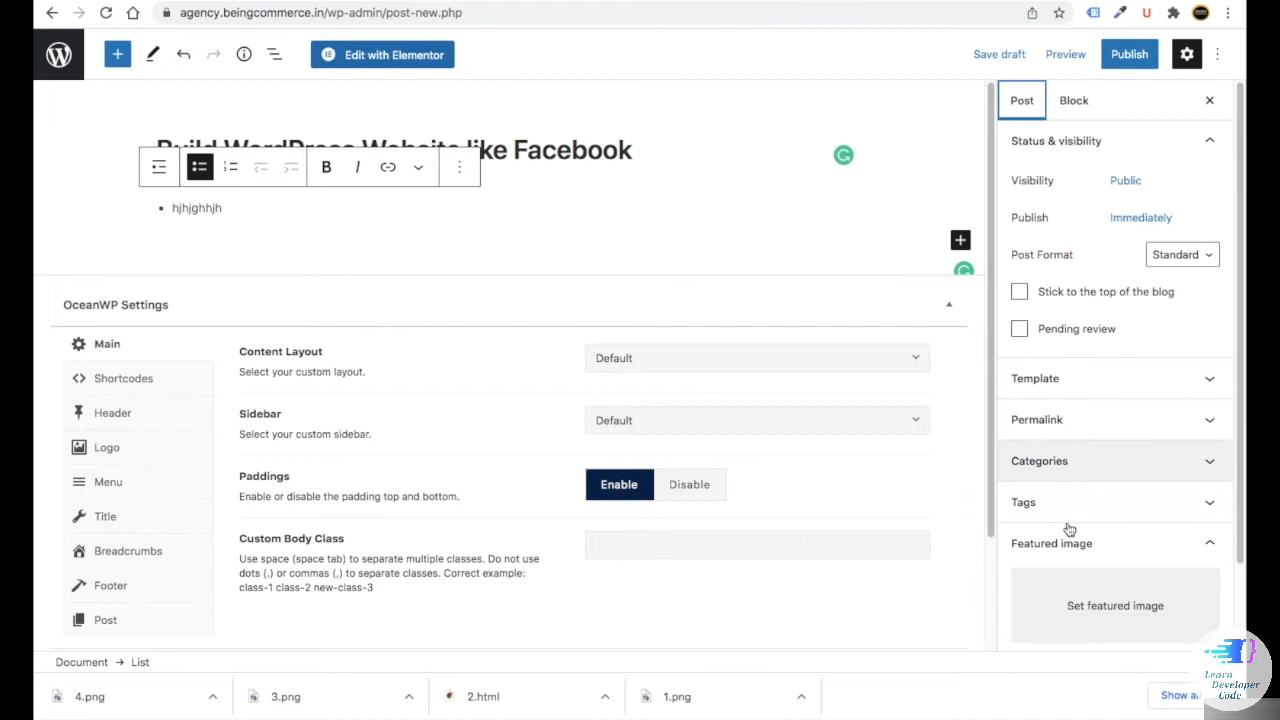 agency.beingcommerce.in/wp-admin/post-new.php
Edit with Elementor
Save draft
Preview
Publish
Post
Block
Build WordPress Website like Facebook
B I
hjhjghhjh
Status & visibility
Visibility
Public
Publish
Immediately
Post Format
Standard
Stick to the top of the blog
Pending review
Template
Permalink
Categories
Tags
Featured image
Set featured image
OceanWP Settings
Main
Shortcodes
Header
Logo
Menu
Title
Breadcrumbs
Footer
Post
Content Layout
Select your custom layout.
Default
Sidebar
Select your custom sidebar.
Default
Paddings
Enable or disable the padding top and bottom.
Enable
Disable
Custom Body Class
Use space (space tab) to separate multiple classes. Do not use
dots (.) or commas (,) to separate classes. Correct example:
class-1 class-2 new-class-3
Document → List
4.png
3.png
2.html
1.png
Show
Learn
Developer
Code